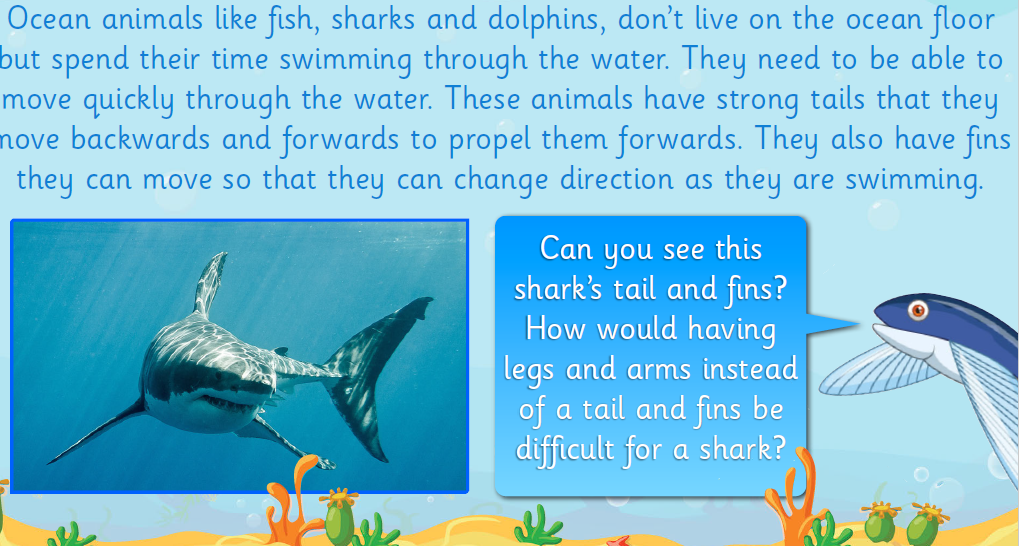 Ocean animals like fish, sharks and dolphins, don't live on the ocean floor
but spend their time swimming through the water. They need to be able to
move quickly through the water. These animals have strong tails that they
move backwards and forwards to propel them forwards. They also have fins
they can move so that they can change direction as they are swimming.
Can you see this
shark's tail and fins?
How would having
legs and arms instead
of a tail and fins be
difficult for a shark?